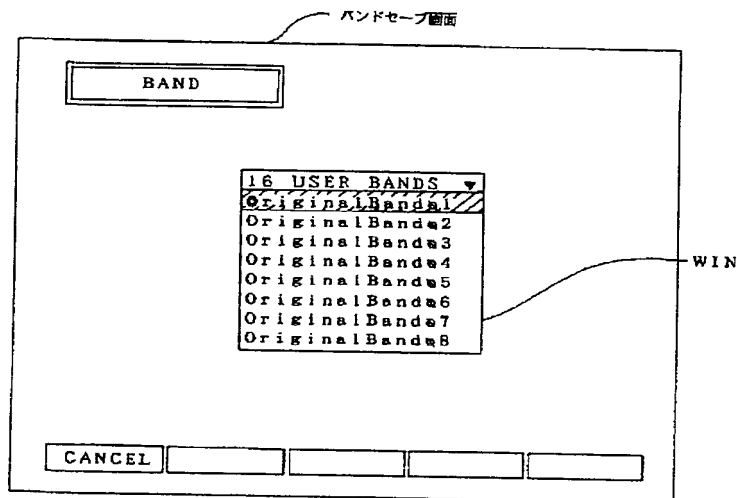 バンドセーブ画面
BAND
16 USER BANDS ▼
OriginalBanda1
OriginalBanda2
OriginalBanda3
OriginalBanda4
OriginalBanda5
OriginalBanda6
OriginalBanda7
OriginalBanda8
WIN
CANCEL